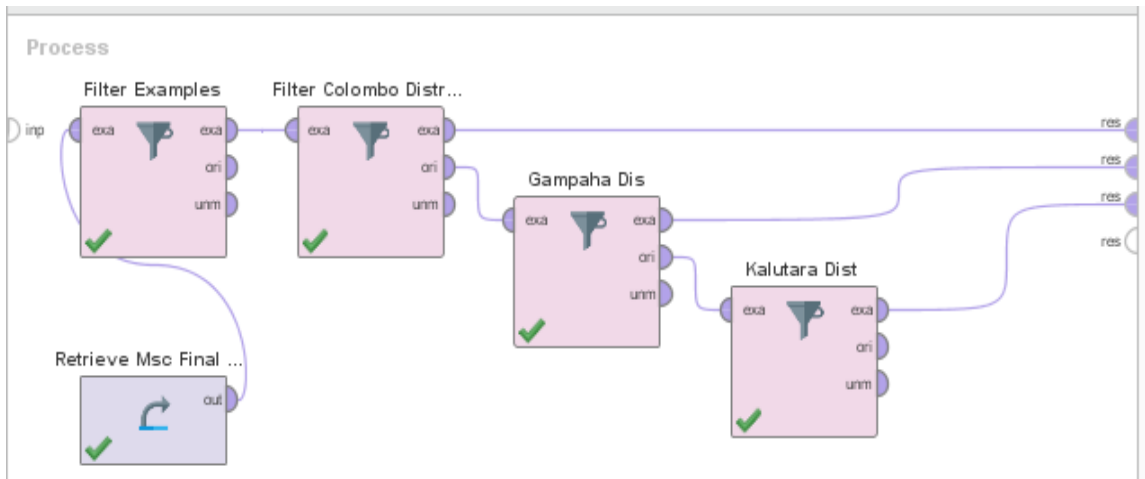 Process
Filter Examples
Filter Colombo Distr...
inp
exa
exa
exa
exa
res
ori
ori
res
unm
unm
Gampaha Dis
exa
exa
res
ori
res
unm
Kalutara Dist
exa
exa
ori
unm
Retrieve Msc Final ...
out